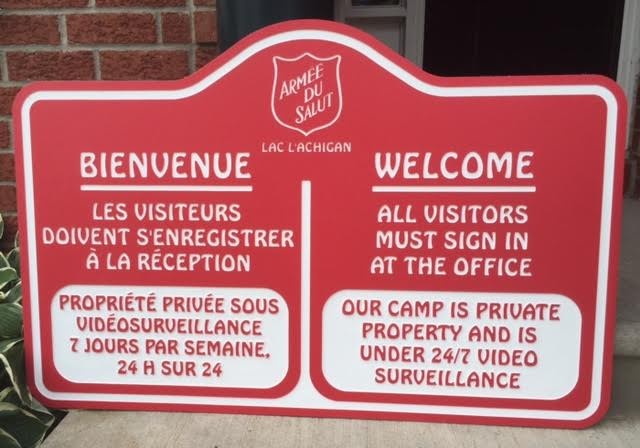 ARMÉE
DU
SALUT
LAC L'ACHIGAN
BIENVENUE
LES VISITEURS
DOIVENT S'ENREGISTRER
À LA RÉCEPTION
PROPRIÉTÉ PRIVÉE SOUS
VIDÉOSURVEILLANCE
7 JOURS PAR SEMAINE,
24 H SUR 24
WELCOME
ALL VISITORS
MUST SIGN IN
AT THE OFFICE
OUR CAMP IS PRIVATE
PROPERTY AND IS
UNDER 24/7 VIDEO
SURVEILLANCE